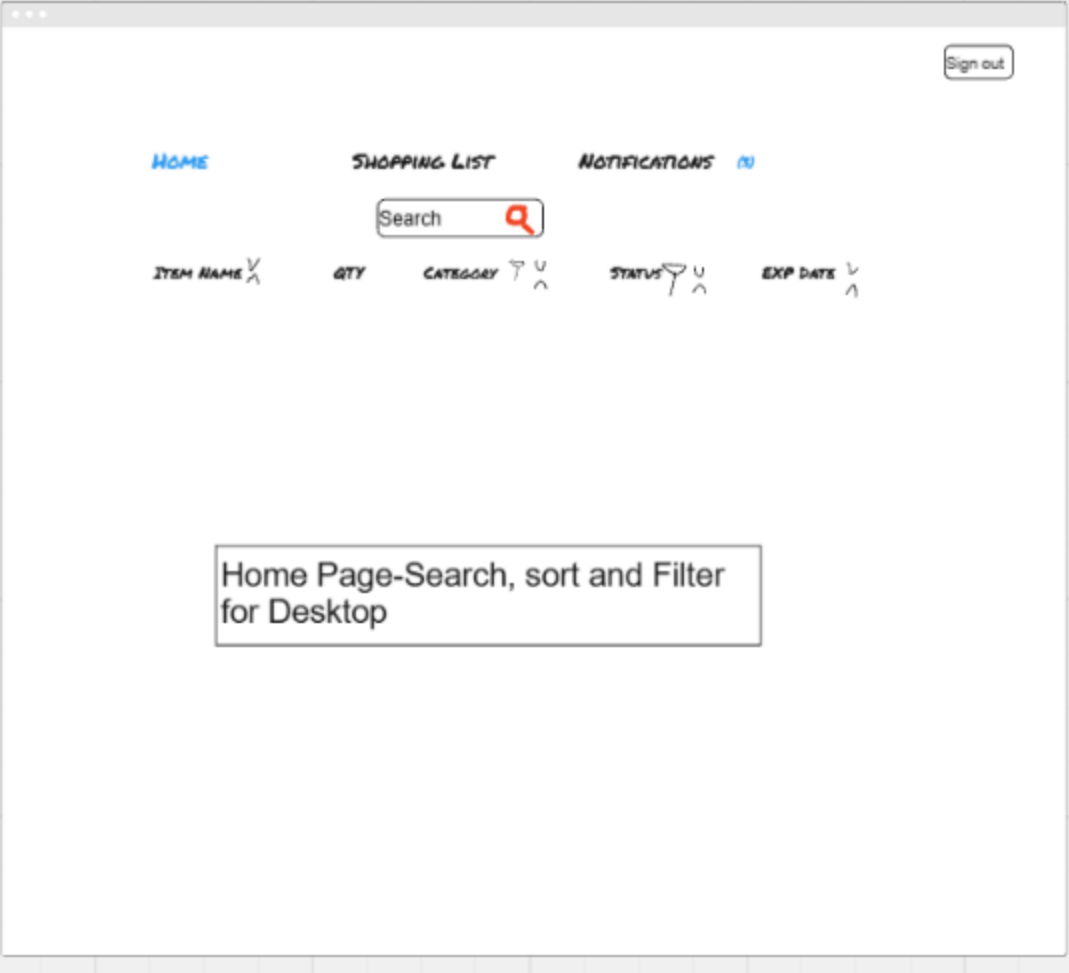 Sign out
HOME SHOPPING LIST NOTIFICATIONS
Search
ITEM NAME QTY CATEGORY STATUS EXP DATE
Home Page-Search, sort and Filter
for Desktop